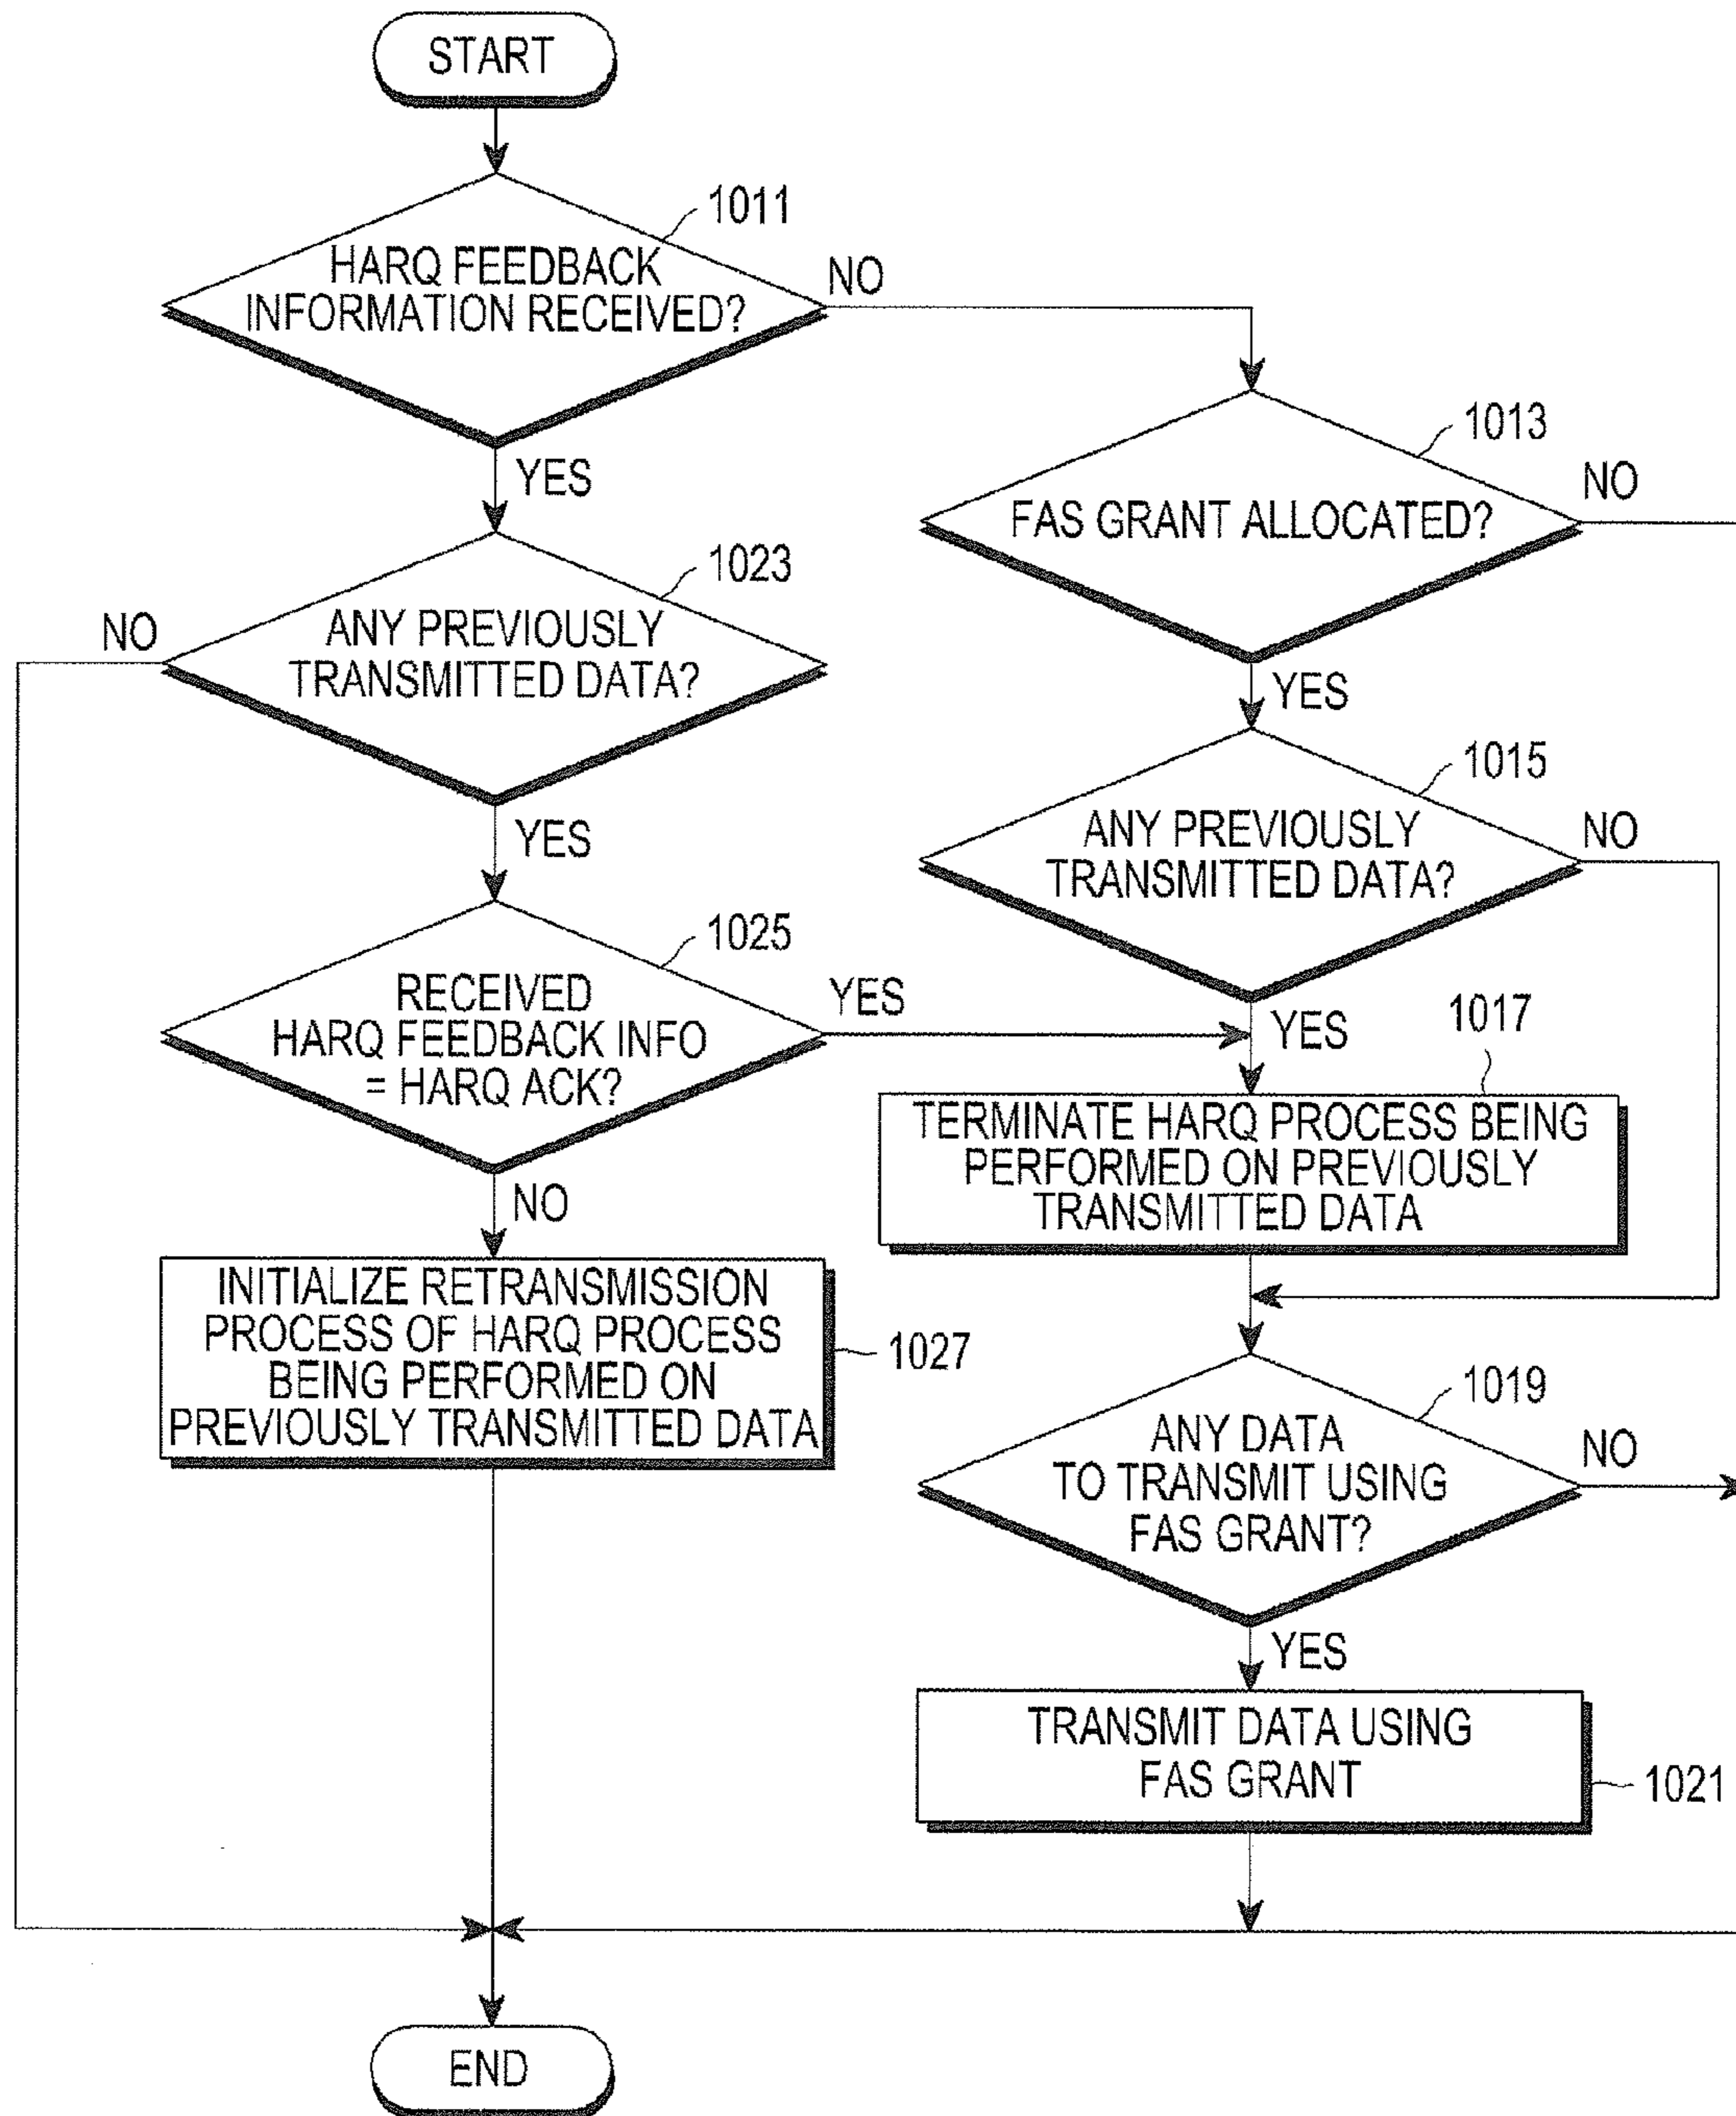 START
1011
HARQ FEEDBACK
INFORMATION RECEIVED?
NO
YES
1013
FAS GRANT ALLOCATED?
NO
YES
1023
ANY PREVIOUSLY
TRANSMITTED DATA?
NO
YES
1015
ANY PREVIOUSLY
TRANSMITTED DATA?
NO
YES
1025
RECEIVED
HARQ FEEDBACK INFO
= HARQ ACK?
YES
NO
1017
TERMINATE HARQ PROCESS BEING
PERFORMED ON PREVIOUSLY
TRANSMITTED DATA
INITIALIZE RETRANSMISSION
PROCESS OF HARQ PROCESS
BEING PERFORMED ON
PREVIOUSLY TRANSMITTED DATA
1027
1019
ANY DATA
TO TRANSMIT USING
FAS GRANT?
NO
YES
TRANSMIT DATA USING
FAS GRANT
1021
END